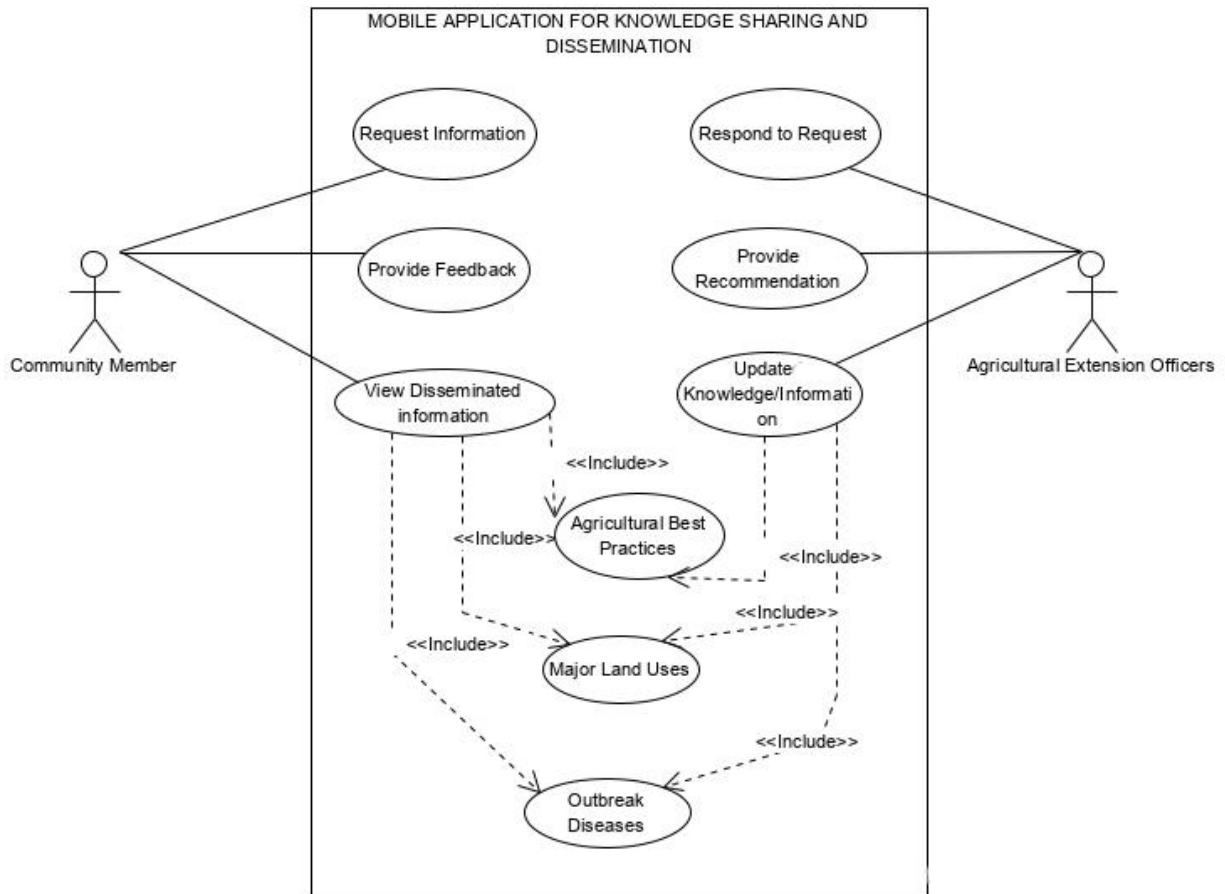 MOBILE APPLICATION FOR KNOWLEDGE SHARING AND
DISSEMINATION
Request Information
Respond to Request
Provide Feedback
Provide
Recommendation
Community Member
Agricultural Extension Officers
View Disseminated
information
Update
Knowledge/Informati
on
<<Include>>
Agricultural Best
Practices
<<Include>>
<<Include>>
<<Include>>
<<Include>>
Major Land Uses
<<Include>>
Outbreak
Diseases